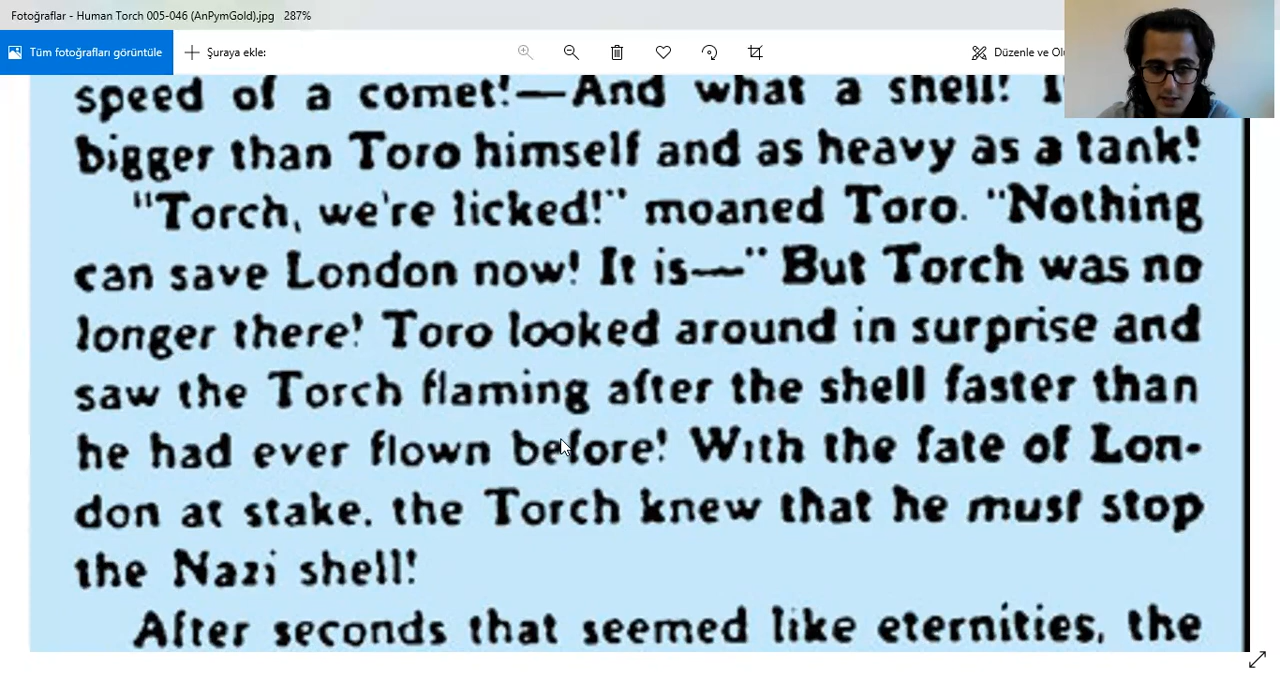 Fotoğraflar - Human Torch 005-046 (AnPymGold).jpg 287%
Tüm fotoğrafları görüntüle
Şuraya ekle:
Düzenle ve
speed of a comet!—And what a shell!
bigger than Toro himself and as heavy as a tank!
"Torch, we're licked!" moaned Toro. "Nothing
can save London now! It is—" But Torch was no
longer there! Toro looked around in surprise and
saw the Torch flaming after the shell faster than
he had ever flown before! With the fate of Lon-
don at stake, the Torch knew that he must stop
the Nazi shell!
After seconds that seemed like eternities, the